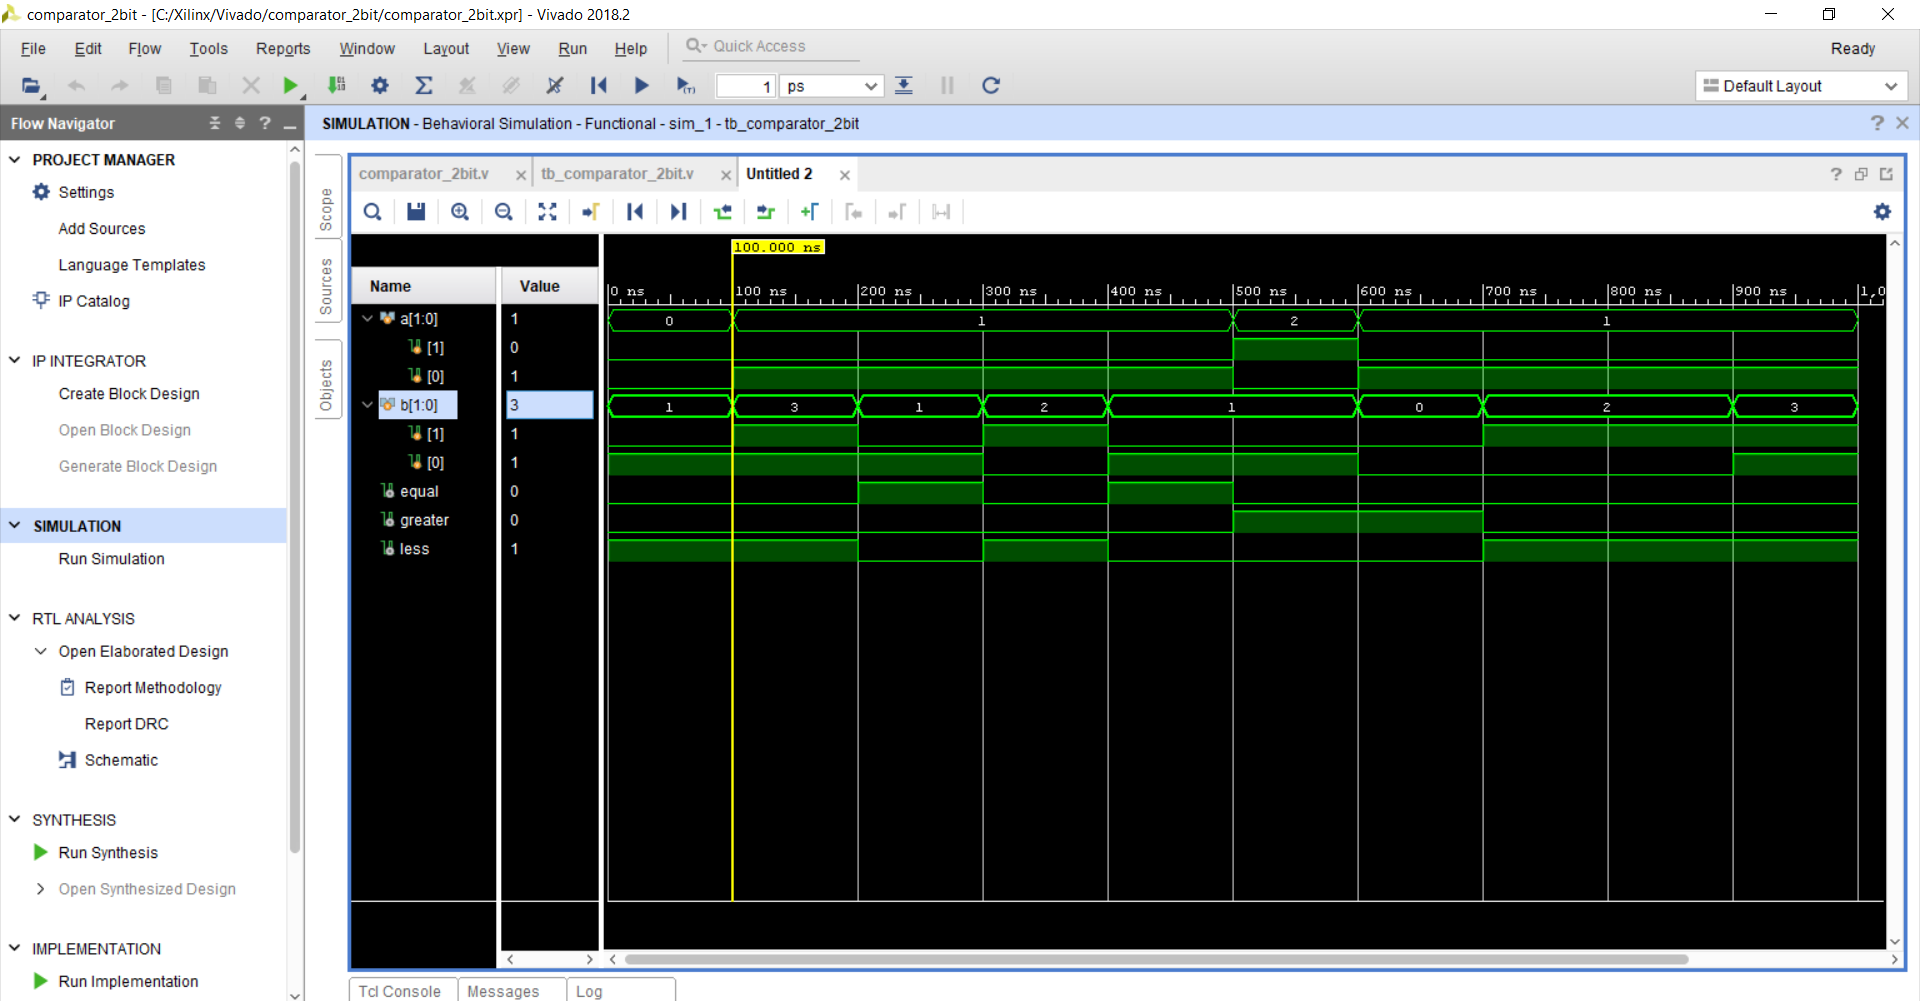 comparator_2bit - [C:/Xilinx/Vivado/comparator_2bit/comparator_2bit.xpr] - Vivado 2018.2
File Edit Flow Tools Reports Window Layout View Run Help Quick Access Ready
1 ps Default Layout
Flow Navigator
SIMULATION - Behavioral Simulation - Functional - sim_1 - tb_comparator_2bit
PROJECT MANAGER
Settings
Add Sources
Language Templates
IP Catalog
IP INTEGRATOR
Create Block Design
Open Block Design
Generate Block Design
SIMULATION
Run Simulation
RTL ANALYSIS
Open Elaborated Design
Report Methodology
Report DRC
Schematic
SYNTHESIS
Run Synthesis
Open Synthesized Design
IMPLEMENTATION
Run Implementation
Scope
Sources
Objects
comparator_2bit.v tb_comparator_2bit.v Untitled 2
100.000 ns
Name Value
0 ns 100 ns 200 ns 300 ns 400 ns 500 ns 600 ns 700 ns 800 ns 900 ns 1,0
a[1:0] 1 0 1 2 1
[1] 0
[0] 1
b[1:0] 3 1 3 1 2 1 0 2 3
[1] 1
[0] 1
equal 0
greater 0
less 1
Tcl Console Messages Log